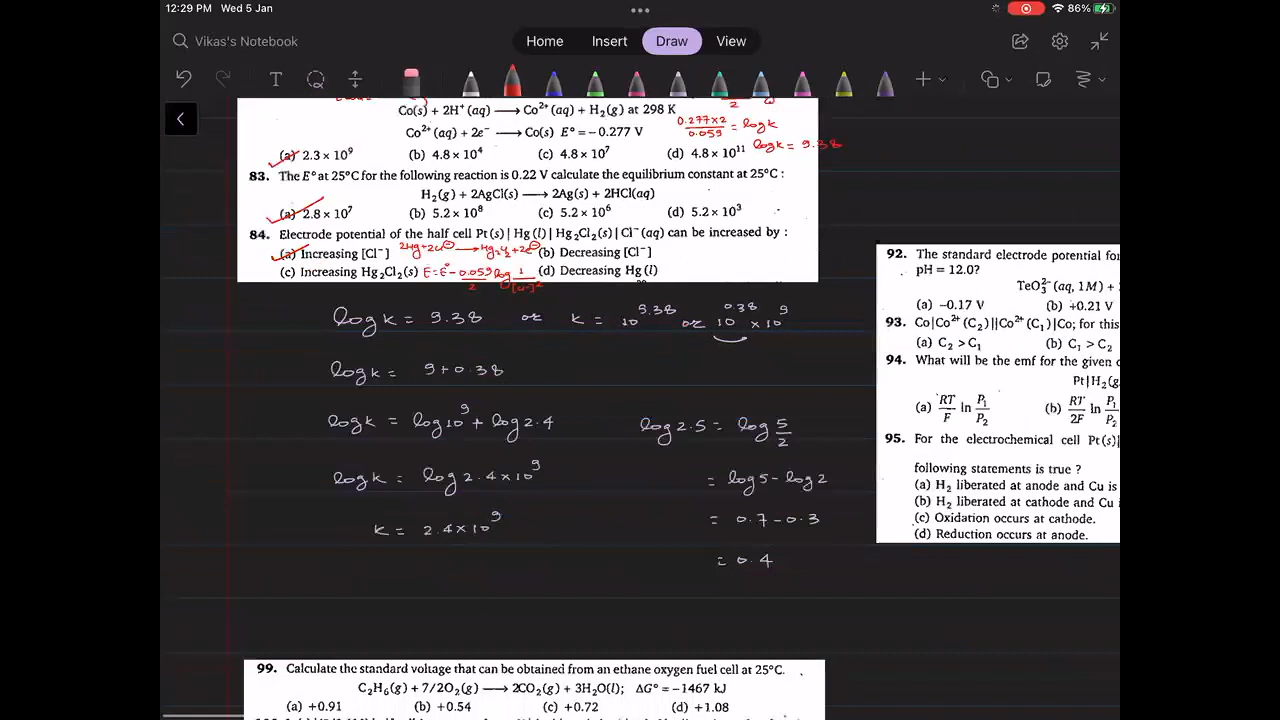 12:29 PM Wed 5 Jan
86%
Vikas's Notebook
Home Insert Draw View
Co(s) + 2H⁺(aq) ⟶ Co²⁺(aq) + H₂(g) at 298 K
Co²⁺(aq) + 2e⁻ ⟶ Co(s) E° = −0.277 V
0.277×2/0.059 = log k
log k = 9.38
(a) 2.3 × 10⁹ (b) 4.8 × 10⁴ (c) 4.8 × 10⁷ (d) 4.8 × 10¹¹
83. The E° at 25°C for the following reaction is 0.22 V calculate the equilibrium constant at 25°C :
H₂(g) + 2AgCl(s) ⟶ 2Ag(s) + 2HCl(aq)
(a) 2.8 × 10⁷ (b) 5.2 × 10⁸ (c) 5.2 × 10⁶ (d) 5.2 × 10³
84. Electrode potential of the half cell Pt(s)|Hg(l)|Hg₂Cl₂(s)|Cl⁻(aq) can be increased by :
(a) Increasing [Cl⁻] (b) Decreasing [Cl⁻]
(c) Increasing Hg₂Cl₂(s) E = E° − 0.059/2 log 1/[Cl⁻]² (d) Decreasing Hg(l)
log k = 9.38 or k = 10^9.38 or 10^0.38 × 10⁹
log k = 9 + 0.38
log k = log 10⁹ + log 2.4
log k = log 2.4 × 10⁹
k = 2.4 × 10⁹
log 2.5 = log 5/2
= log 5 − log 2
= 0.7 − 0.3
= 0.4
92. The standard electrode potential for
pH = 12.0?
TeO₃²⁻(aq, 1M) +
(a) −0.17 V (b) +0.21 V
93. Co|Co²⁺(C₂)||Co²⁺(C₁)|Co; for this
(a) C₂ > C₁ (b) C₁ > C₂
94. What will be the emf for the given
Pt|H₂(g
(a) RT/F ln P₁/P₂ (b) RT/2F ln P₁/P₂
95. For the electrochemical cell Pt(s)|
following statements is true ?
(a) H₂ liberated at anode and Cu is
(b) H₂ liberated at cathode and Cu
(c) Oxidation occurs at cathode.
(d) Reduction occurs at anode.
99. Calculate the standard voltage that can be obtained from an ethane oxygen fuel cell at 25°C.
C₂H₆(g) + 7/2O₂(g) ⟶ 2CO₂(g) + 3H₂O(l); ΔG° = −1467 kJ
(a) +0.91 (b) +0.54 (c) +0.72 (d) +1.08